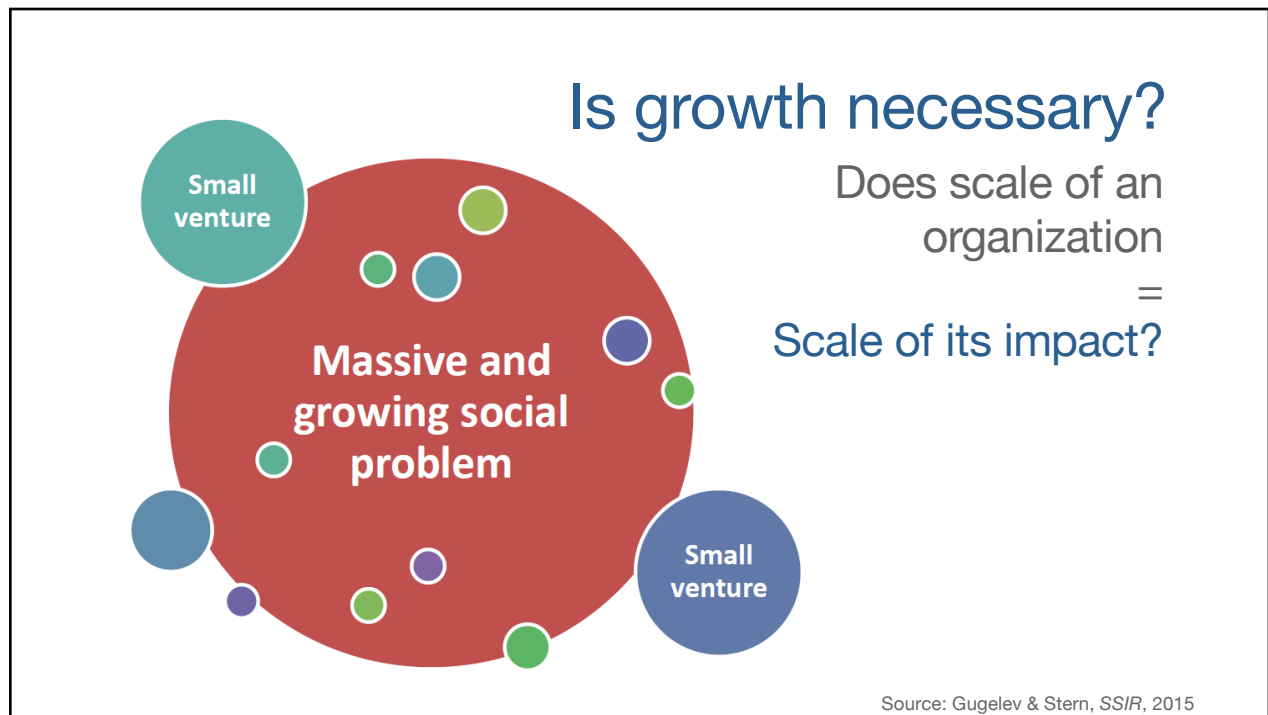 Is growth necessary?
Does scale of an
organization
=
Scale of its impact?
Small
venture
Massive and
growing social
problem
Small
venture
Source: Gugelev & Stern, SSIR, 2015